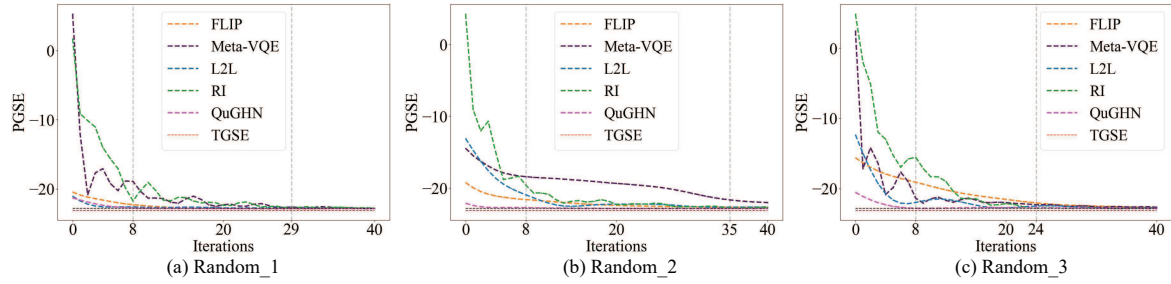 PGSE
0
−10
−20
FLIP
Meta-VQE
L2L
RI
QuGHN
TGSE
0 8 20 29 40
Iterations
(a) Random_1
PGSE
0
−10
−20
FLIP
Meta-VQE
L2L
RI
QuGHN
TGSE
0 8 20 35 40
Iterations
(b) Random_2
PGSE
0
−10
−20
FLIP
Meta-VQE
L2L
RI
QuGHN
TGSE
0 8 20 24 40
Iterations
(c) Random_3